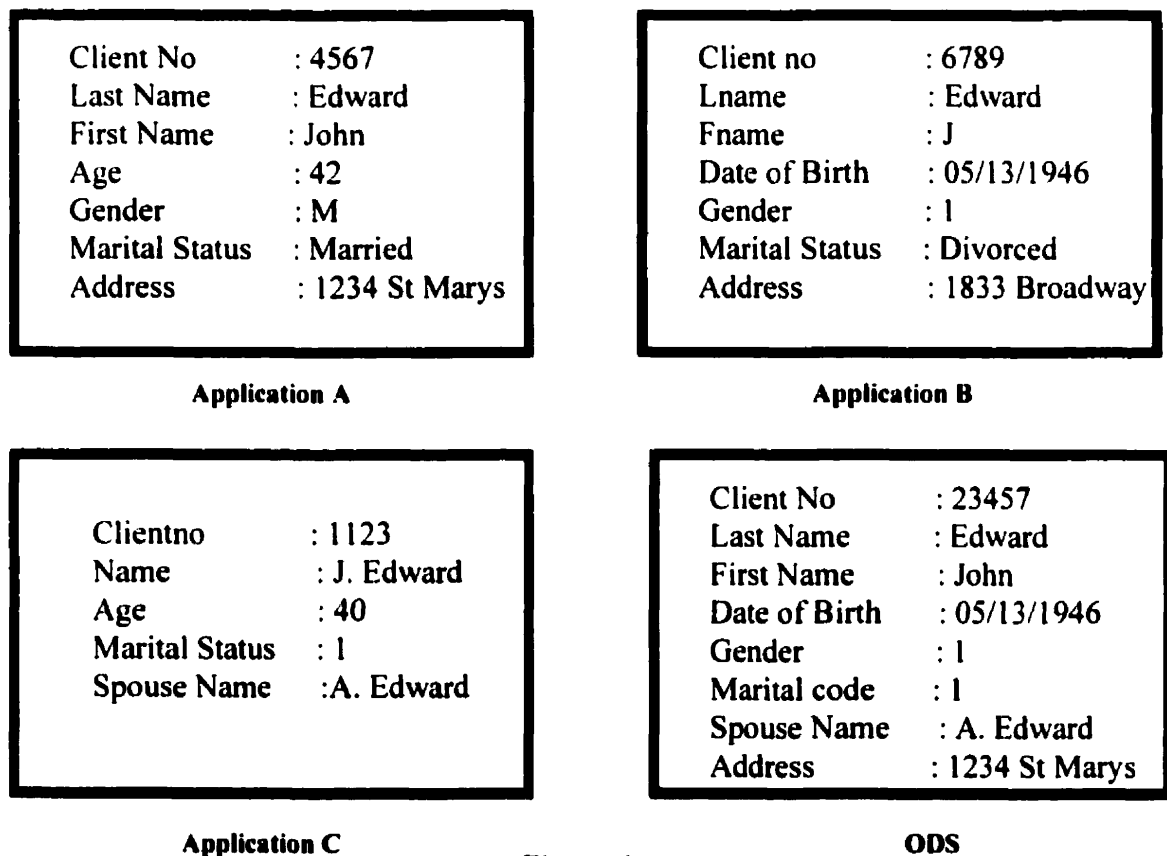 Client No : 4567
Last Name : Edward
First Name : John
Age : 42
Gender : M
Marital Status : Married
Address : 1234 St Marys
Application A
Client no : 6789
Lname : Edward
Fname : J
Date of Birth : 05/13/1946
Gender : 1
Marital Status : Divorced
Address : 1833 Broadway
Application B
Clientno : 1123
Name : J. Edward
Age : 40
Marital Status : 1
Spouse Name :A. Edward
Application C
Client No : 23457
Last Name : Edward
First Name : John
Date of Birth : 05/13/1946
Gender : 1
Marital code : 1
Spouse Name : A. Edward
Address : 1234 St Marys
ODS